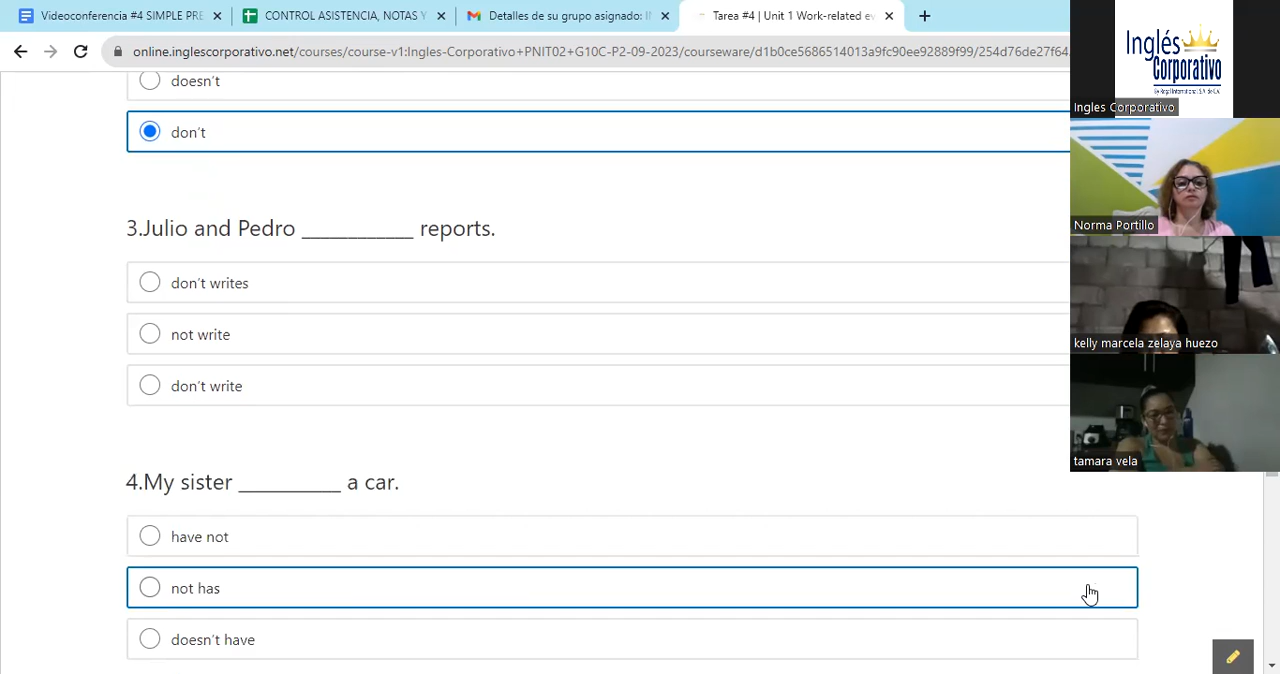 Videoconferencia #4 SIMPLE PRE
CONTROL ASISTENCIA, NOTAS Y
Detalles de su grupo asignado: I
Tarea #4 | Unit 1 Work-related ev
online.inglescorporativo.net/courses/course-v1:Ingles-Corporativo+PNIT02+G10C-P2-09-2023/courseware/d1b0ce5686514013a9fc90ee92889f99/254d76de27f64
Inglés
Corporativo
Ingles Corporativo
doesn't
don't
Norma Portillo
3.Julio and Pedro ____________ reports.
don't writes
not write
kelly marcela zelaya huezo
don't write
tamara vela
4.My sister ___________ a car.
have not
not has
doesn't have